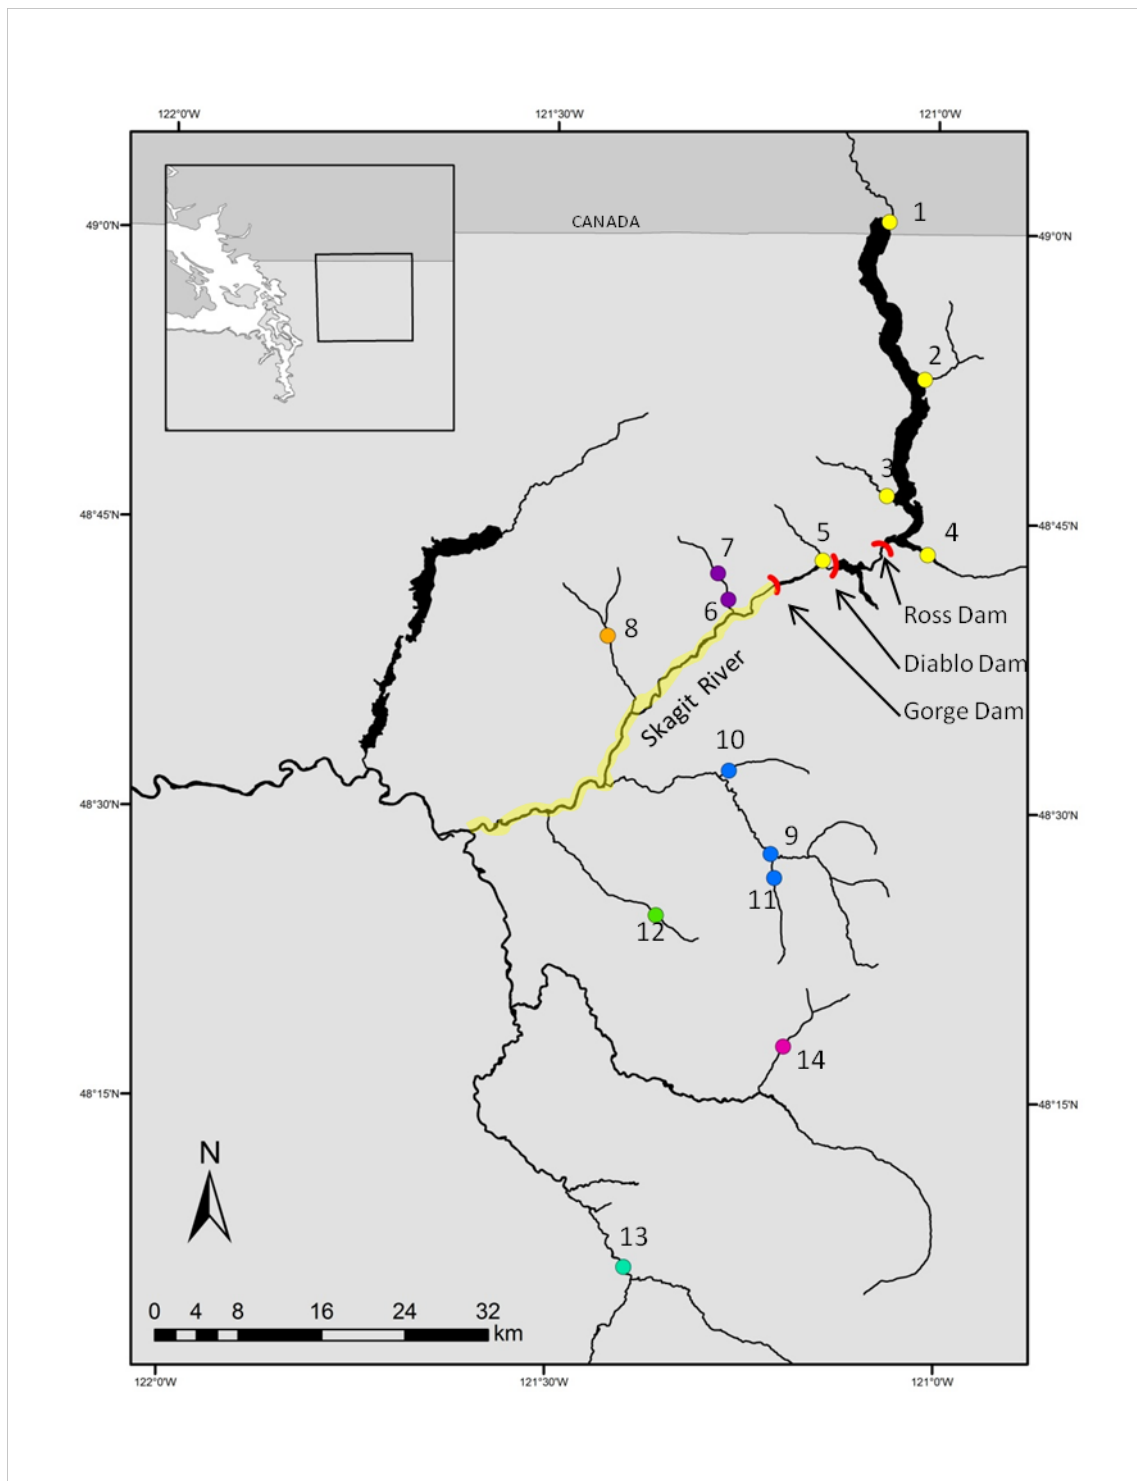 122°0'W 121°30'W 121°0'W
49°0'N
CANADA
1
49°0'N
2
3
48°45'N
48°45'N
4
5
7
6
8
Ross Dam
Diablo Dam
Gorge Dam
Skagit River
10
48°30'N
48°30'N
9
11
12
14
48°15'N
48°15'N
N
13
0 4 8 16 24 32
km
122°0'W 121°30'W 121°0'W